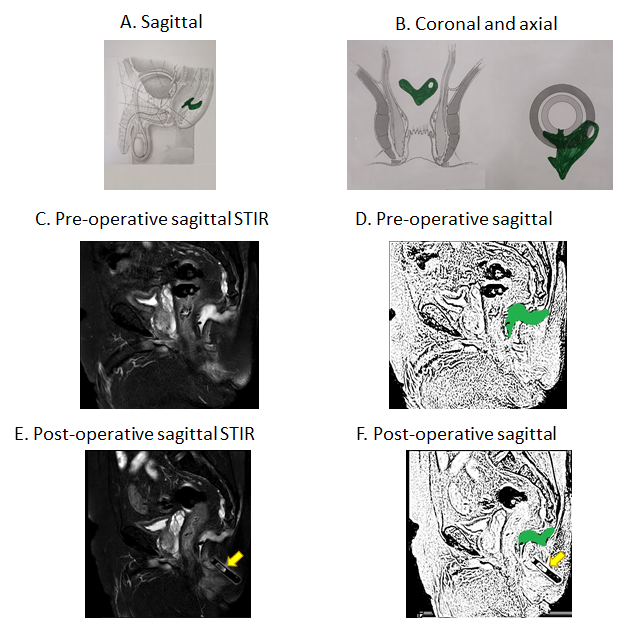 A. Sagittal
B. Coronal and axial
C. Pre-operative sagittal STIR
D. Pre-operative sagittal
E. Post-operative sagittal STIR
F. Post-operative sagittal